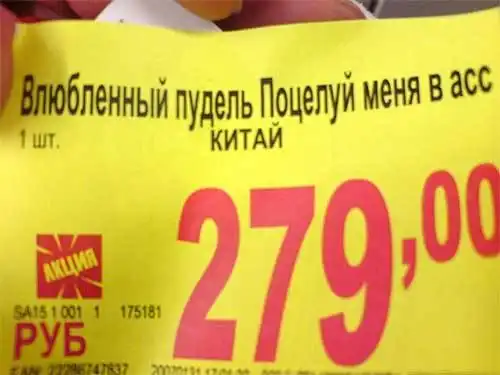 Влюбленный пудель Поцелуй меня в асс
1 шт. КИТАЙ
279,00
АКЦИЯ
SA15 1 001 1 175181
РУБ